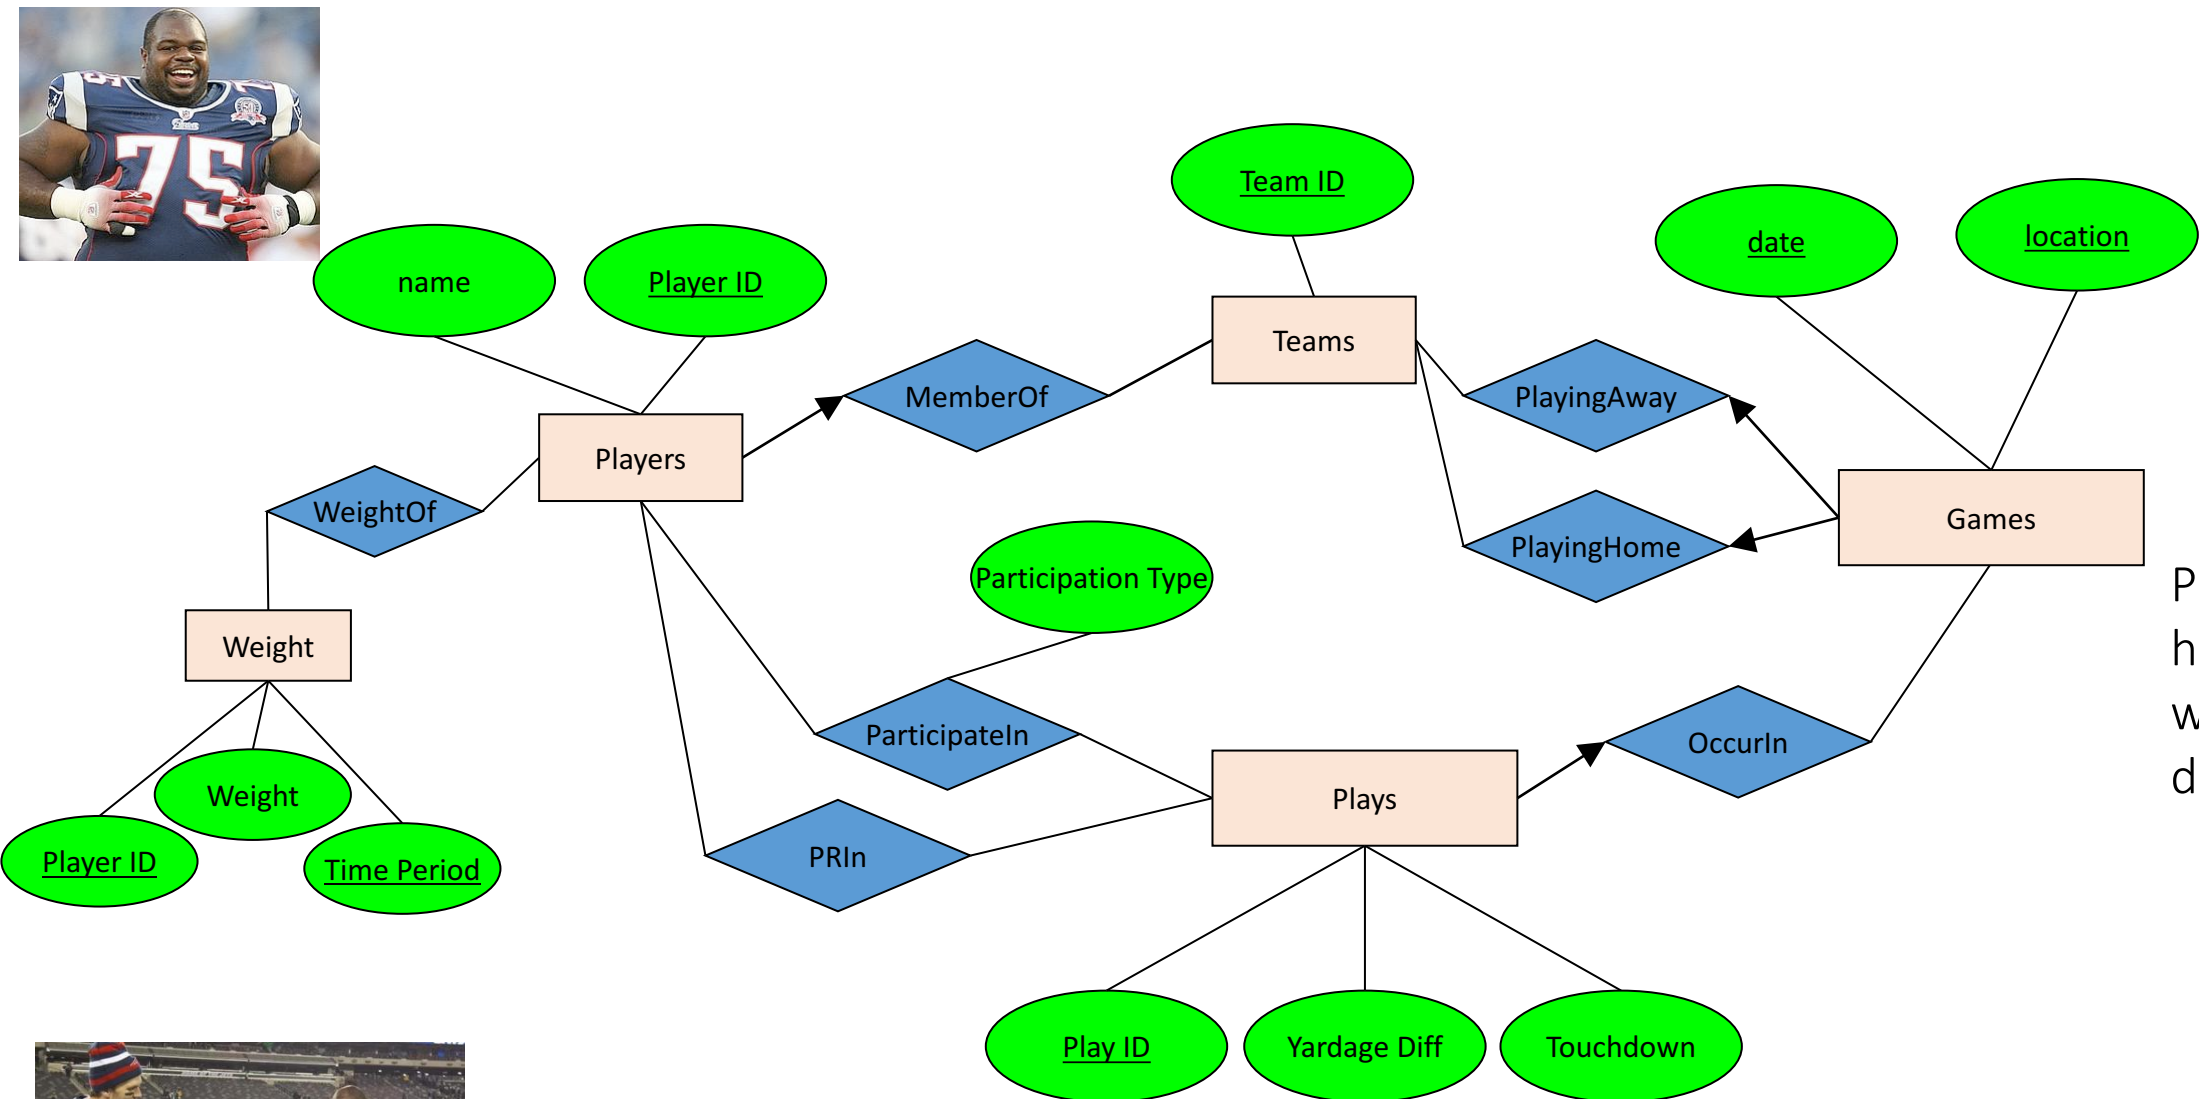 75
Team ID
date
location
name
Player ID
Teams
MemberOf
PlayingAway
Players
WeightOf
Games
PlayingHome
Participation Type
P
h
w
d
Weight
ParticipateIn
OccurIn
Weight
Plays
Player ID
Time Period
PRIn
Play ID
Yardage Diff
Touchdown